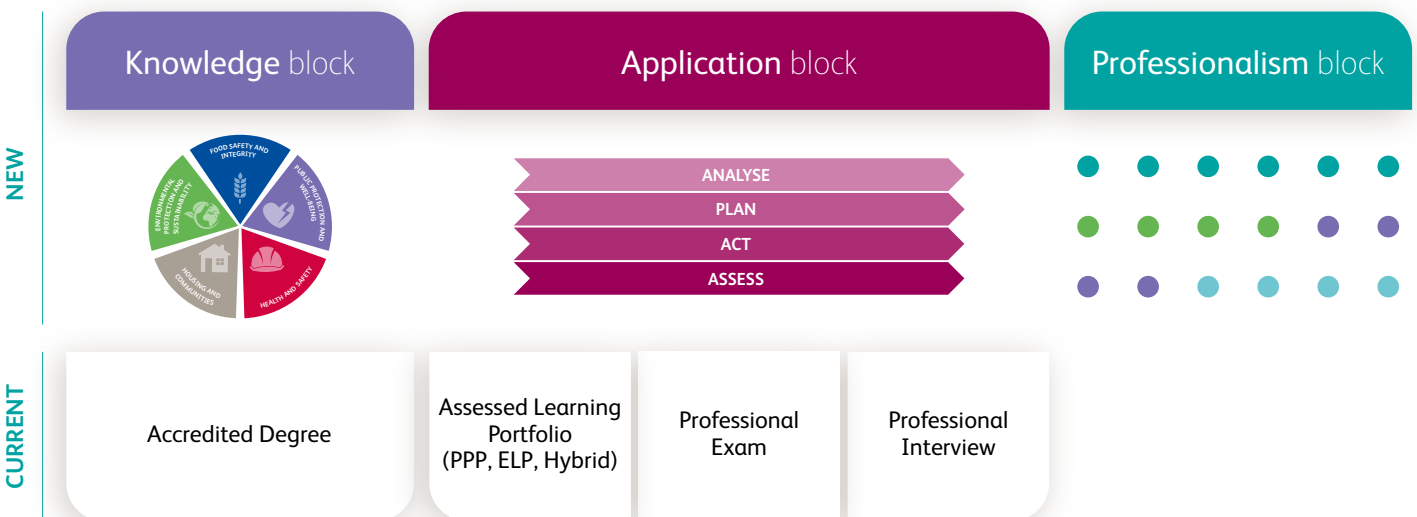 Knowledge block
Application block
Professionalism block
NEW
FOOD SAFETY AND
INTEGRITY
PUBLIC PROTECTION AND
WELL-BEING
HEALTH AND SAFETY
HOUSING AND
COMMUNITIES
ENVIRONMENTAL
PROTECTION AND
SUSTAINABILITY
ANALYSE
PLAN
ACT
ASSESS
CURRENT
Accredited Degree
Assessed Learning
Portfolio
(PPP, ELP, Hybrid)
Professional
Exam
Professional
Interview